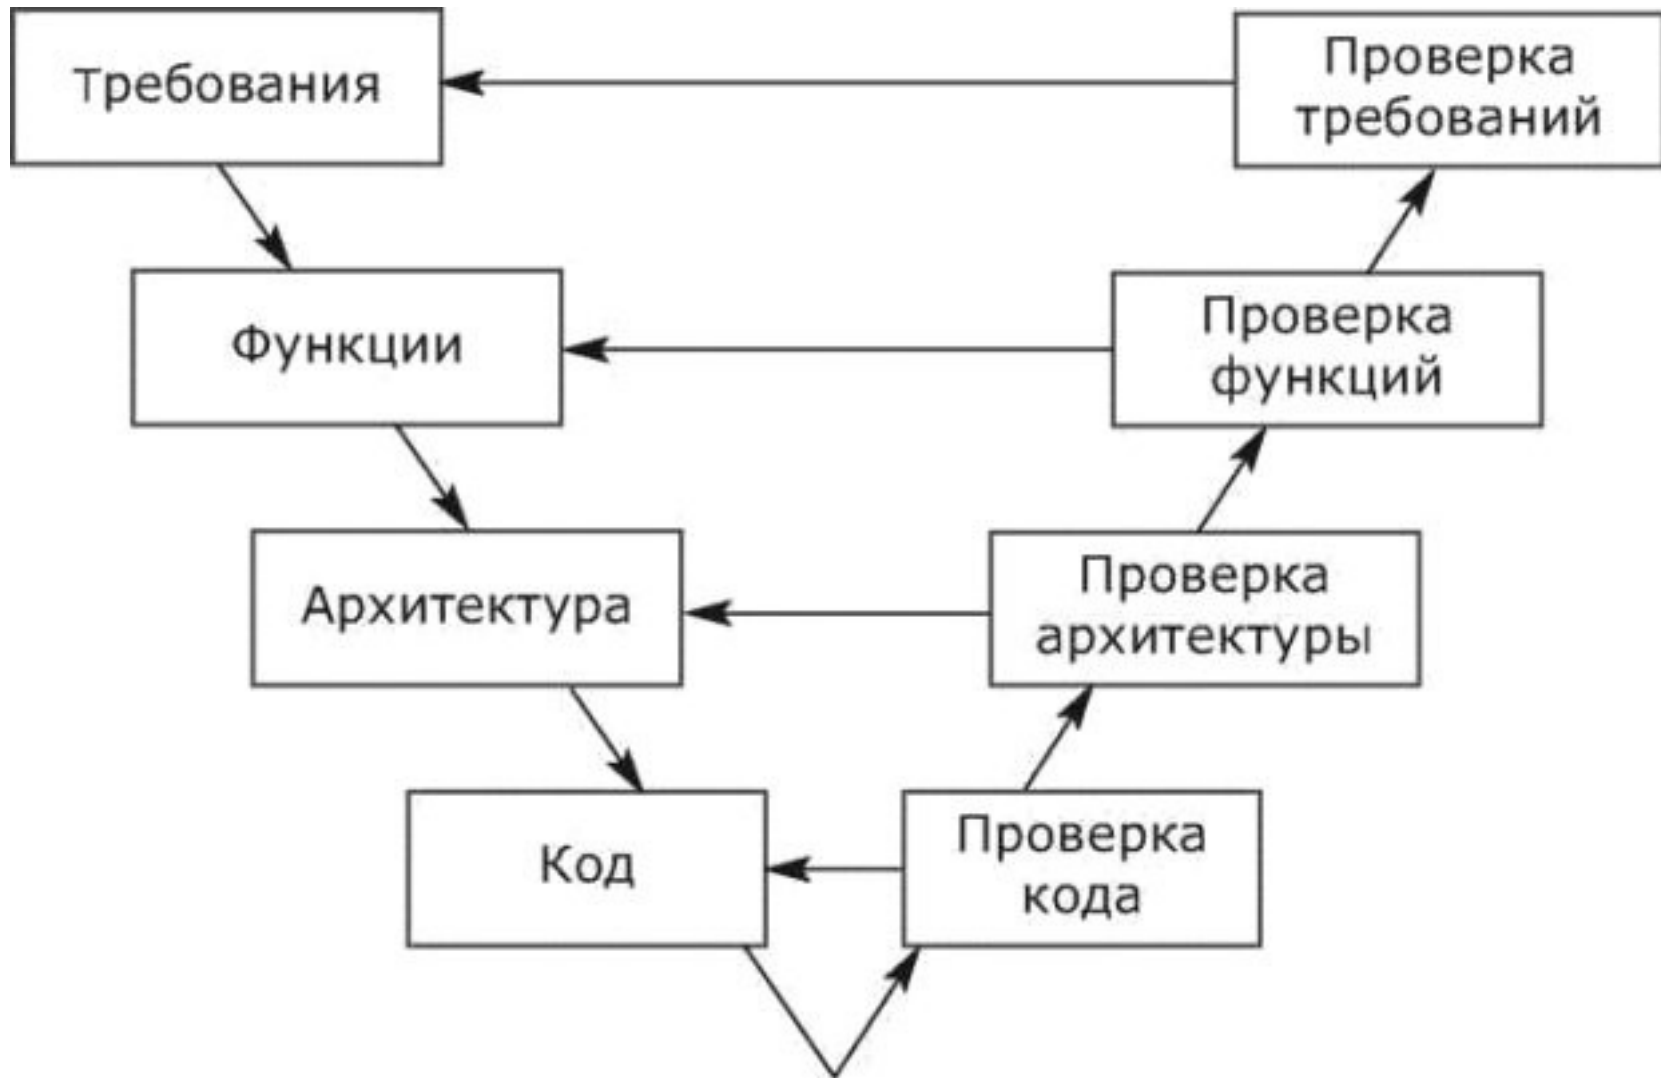 Требования
Проверка
требований
Функции
Проверка
функций
Архитектура
Проверка
архитектуры
Код
Проверка
кода